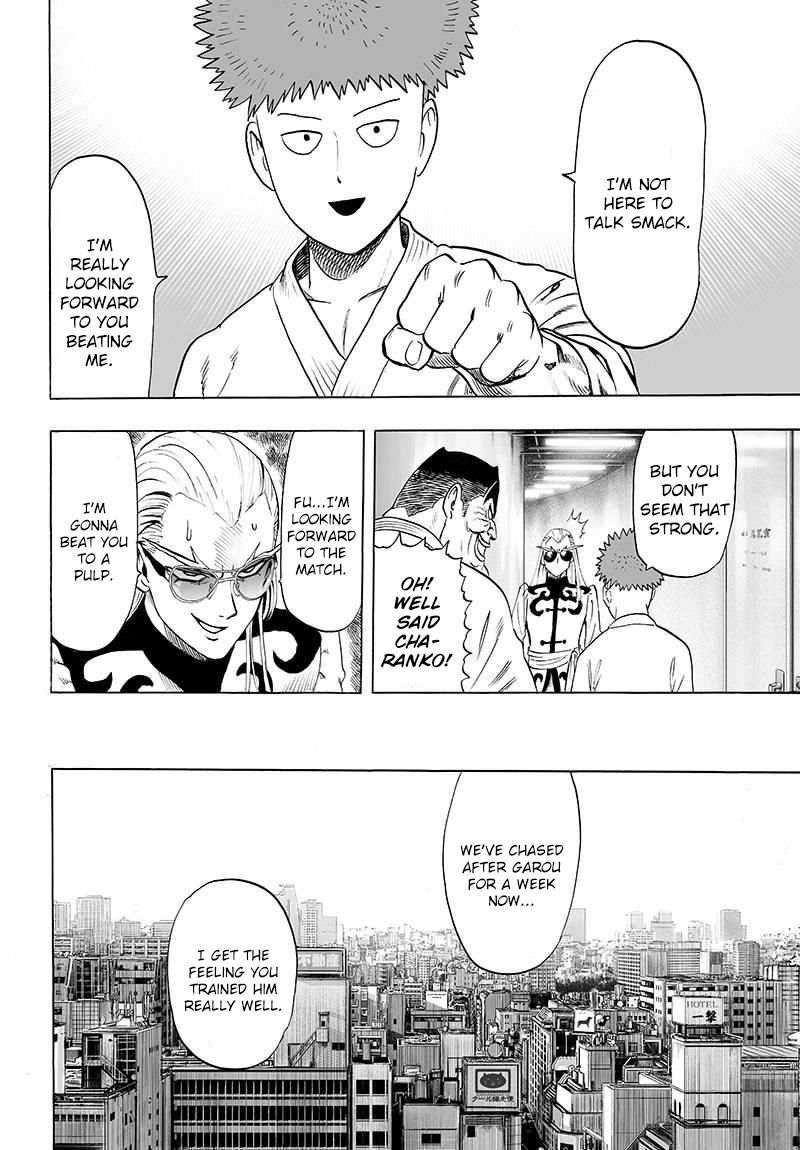 I'M NOT
HERE TO
TALK SMACK.
I'M
REALLY
LOOKING
FORWARD
TO YOU
BEATING
ME.
BUT YOU
DON'T
SEEM THAT
STRONG.
OH!
WELL
SAID
CHA-
RANKO!
FU...I'M
LOOKING
FORWARD
TO THE
MATCH.
I'M
GONNA
BEAT YOU
TO A
PULP.
WE'VE CHASED
AFTER GAROU
FOR A WEEK
NOW...
I GET THE
FEELING YOU
TRAINED HIM
REALLY WELL.
HOTEL
一撃